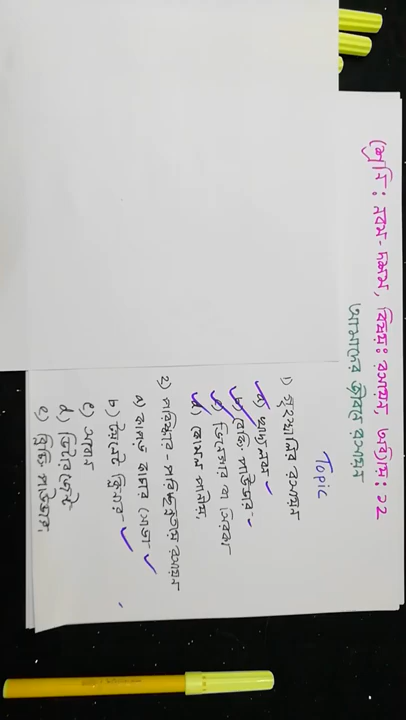 শ্রেণি : নবম-দশম, বিষয়ঃ রসায়ন, অধ্যায় : ১২
আমাদের জীবনে রসায়ন
Topic
১) গৃহস্থালির রসায়ন
a) খাদ্য লবণ -
b) বেকিং পাউডার -
c) ভিনেগার বা সিরকা
d) কোমল পানীয়,
২) পরিষ্কার- পরিচ্ছন্নতায় রসায়ন
a) কাপড় কাচার সোডা -
b) টয়লেট ক্লিনার -
c) সাবান
d) ডিটারজেন্ট
e) ব্লিচিং পাউডার,